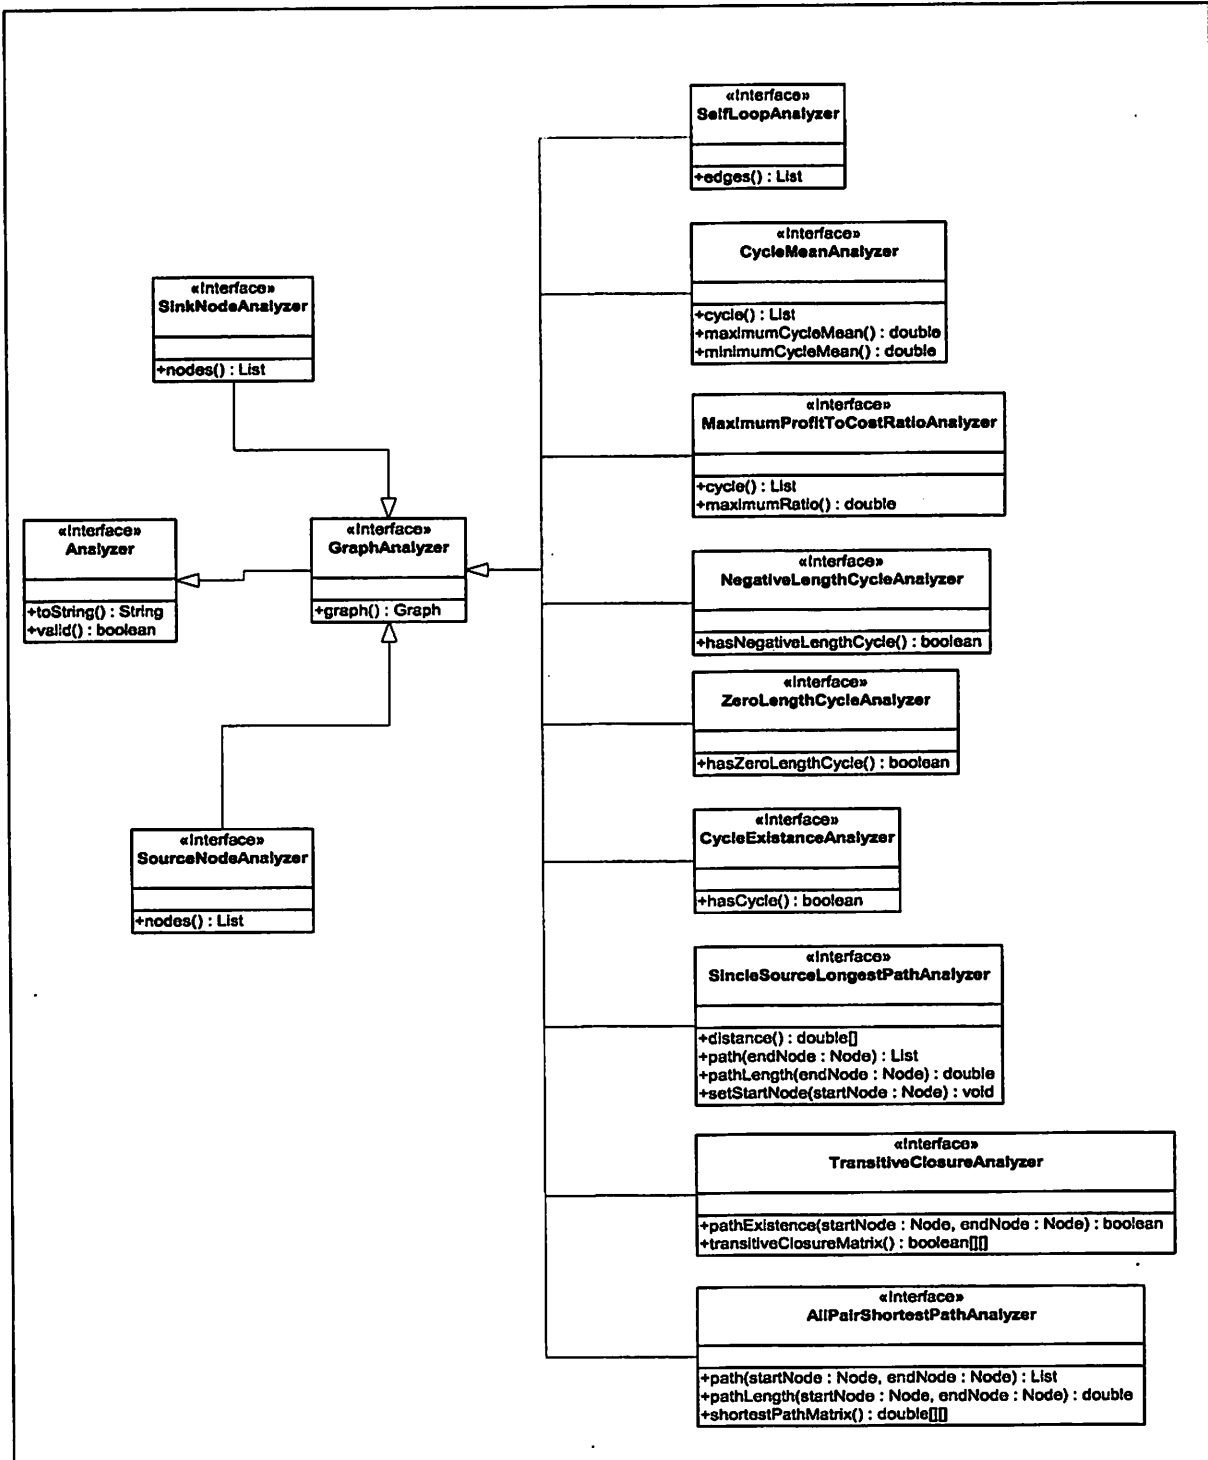 «Interface»
SelfLoopAnalyzer
+edges() : List
«Interface»
CycleMeanAnalyzer
+cycle() : List
+maximumCycleMean() : double
+minimumCycleMean() : double
«Interface»
SinkNodeAnalyzer
+nodes() : List
«Interface»
MaximumProfitToCostRatioAnalyzer
+cycle() : List
+maximumRatio() : double
«Interface»
Analyzer
+toString() : String
+valid() : boolean
«Interface»
GraphAnalyzer
+graph() : Graph
«Interface»
NegativeLengthCycleAnalyzer
+hasNegativeLengthCycle() : boolean
«Interface»
ZeroLengthCycleAnalyzer
+hasZeroLengthCycle() : boolean
«Interface»
SourceNodeAnalyzer
+nodes() : List
«Interface»
CycleExistanceAnalyzer
+hasCycle() : boolean
«Interface»
SincleSourceLongestPathAnalyzer
+distance() : double[]
+path(endNode : Node) : List
+pathLength(endNode : Node) : double
+setStartNode(startNode : Node) : void
«Interface»
TransitiveClosureAnalyzer
+pathExistence(startNode : Node, endNode : Node) : boolean
+transitiveClosureMatrix() : boolean[][]
«Interface»
AllPairShortestPathAnalyzer
+path(startNode : Node, endNode : Node) : List
+pathLength(startNode : Node, endNode : Node) : double
+shortestPathMatrix() : double[][]